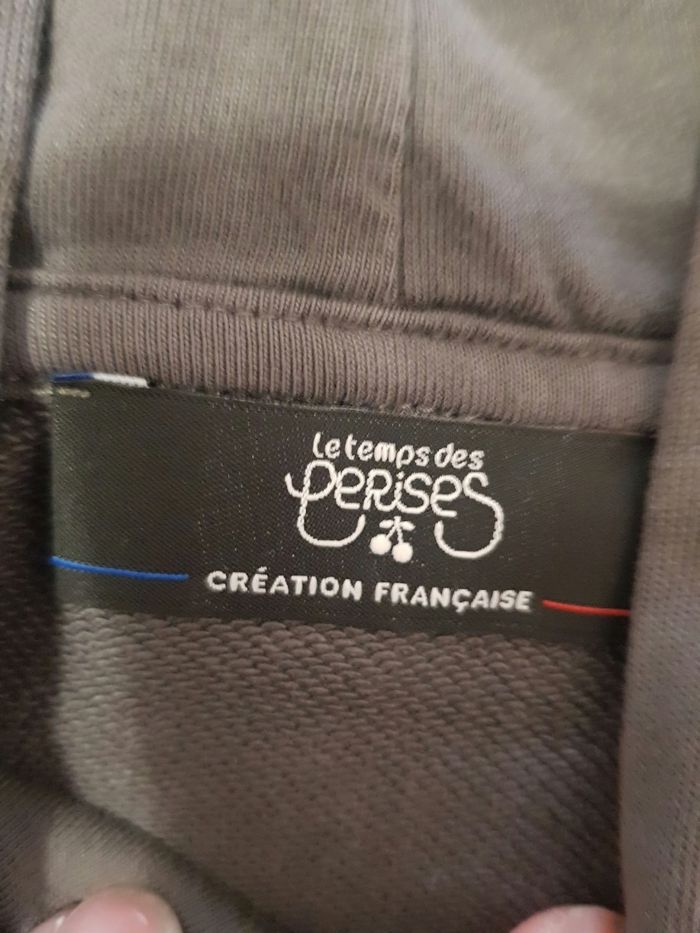 Le temps des
CERISES
CRÉATION FRANÇAISE